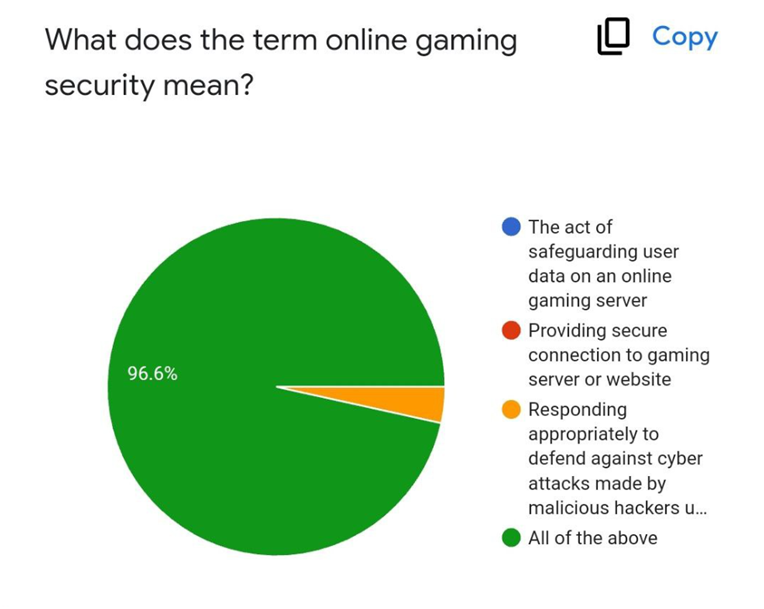 What does the term online gaming
security mean?
Copy
96.6%
The act of
safeguarding user
data on an online
gaming server
Providing secure
connection to gaming
server or website
Responding
appropriately to
defend against cyber
attacks made by
malicious hackers u...
All of the above